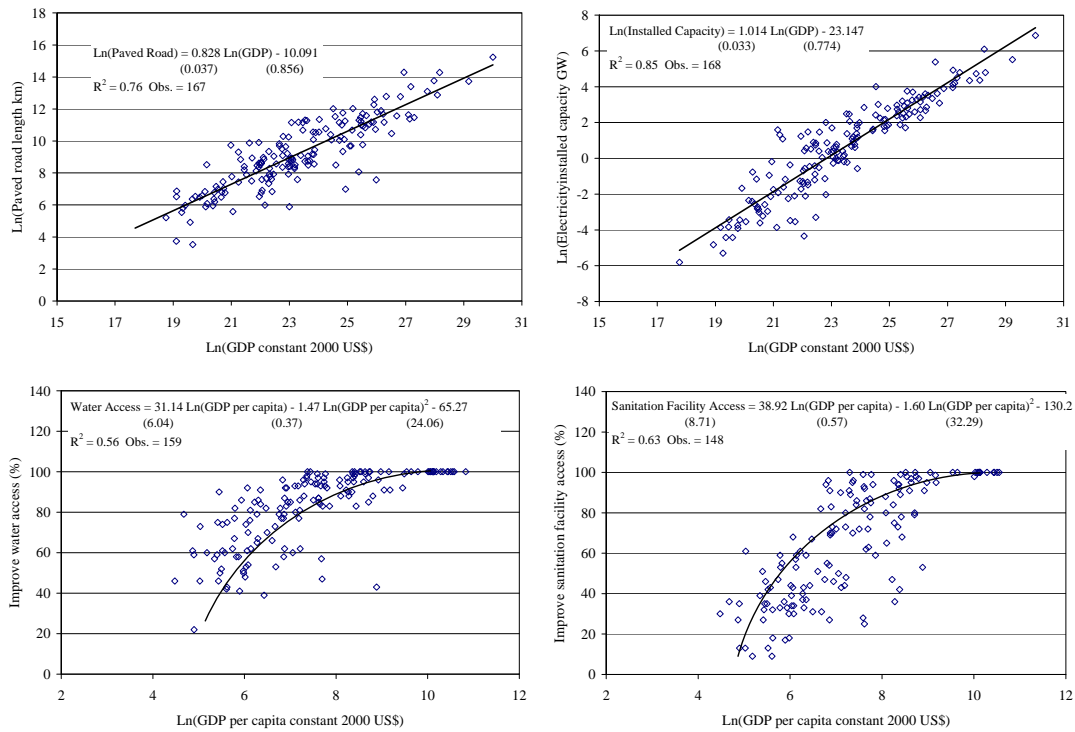 Ln(Paved Road) = 0.828 Ln(GDP) - 10.091
(0.037) (0.856)
R² = 0.76 Obs. = 167
18
16
14
12
10
8
6
4
2
0
Ln(Paved road length km)
15 17 19 21 23 25 27 29 31
Ln(GDP constant 2000 US$)
Ln(Installed Capacity) = 1.014 Ln(GDP) - 23.147
(0.033) (0.774)
R² = 0.85 Obs. = 168
8
6
4
2
0
-2
-4
-6
-8
Ln(Electricityinstalled capacity GW)
15 17 19 21 23 25 27 29 31
Ln(GDP constant 2000 US$)
Water Access = 31.14 Ln(GDP per capita) - 1.47 Ln(GDP per capita)² - 65.27
(6.04) (0.37) (24.06)
R² = 0.56 Obs. = 159
140
120
100
80
60
40
20
0
Improve water access (%)
2 4 6 8 10 12
Ln(GDP per capita constant 2000 US$)
Sanitation Facility Access = 38.92 Ln(GDP per capita) - 1.60 Ln(GDP per capita)² - 130.2
(8.71) (0.57) (32.29)
R² = 0.63 Obs. = 148
140
120
100
80
60
40
20
0
Improve sanitation facility access (%)
2 4 6 8 10 12
Ln(GDP per capita constant 2000 US$)